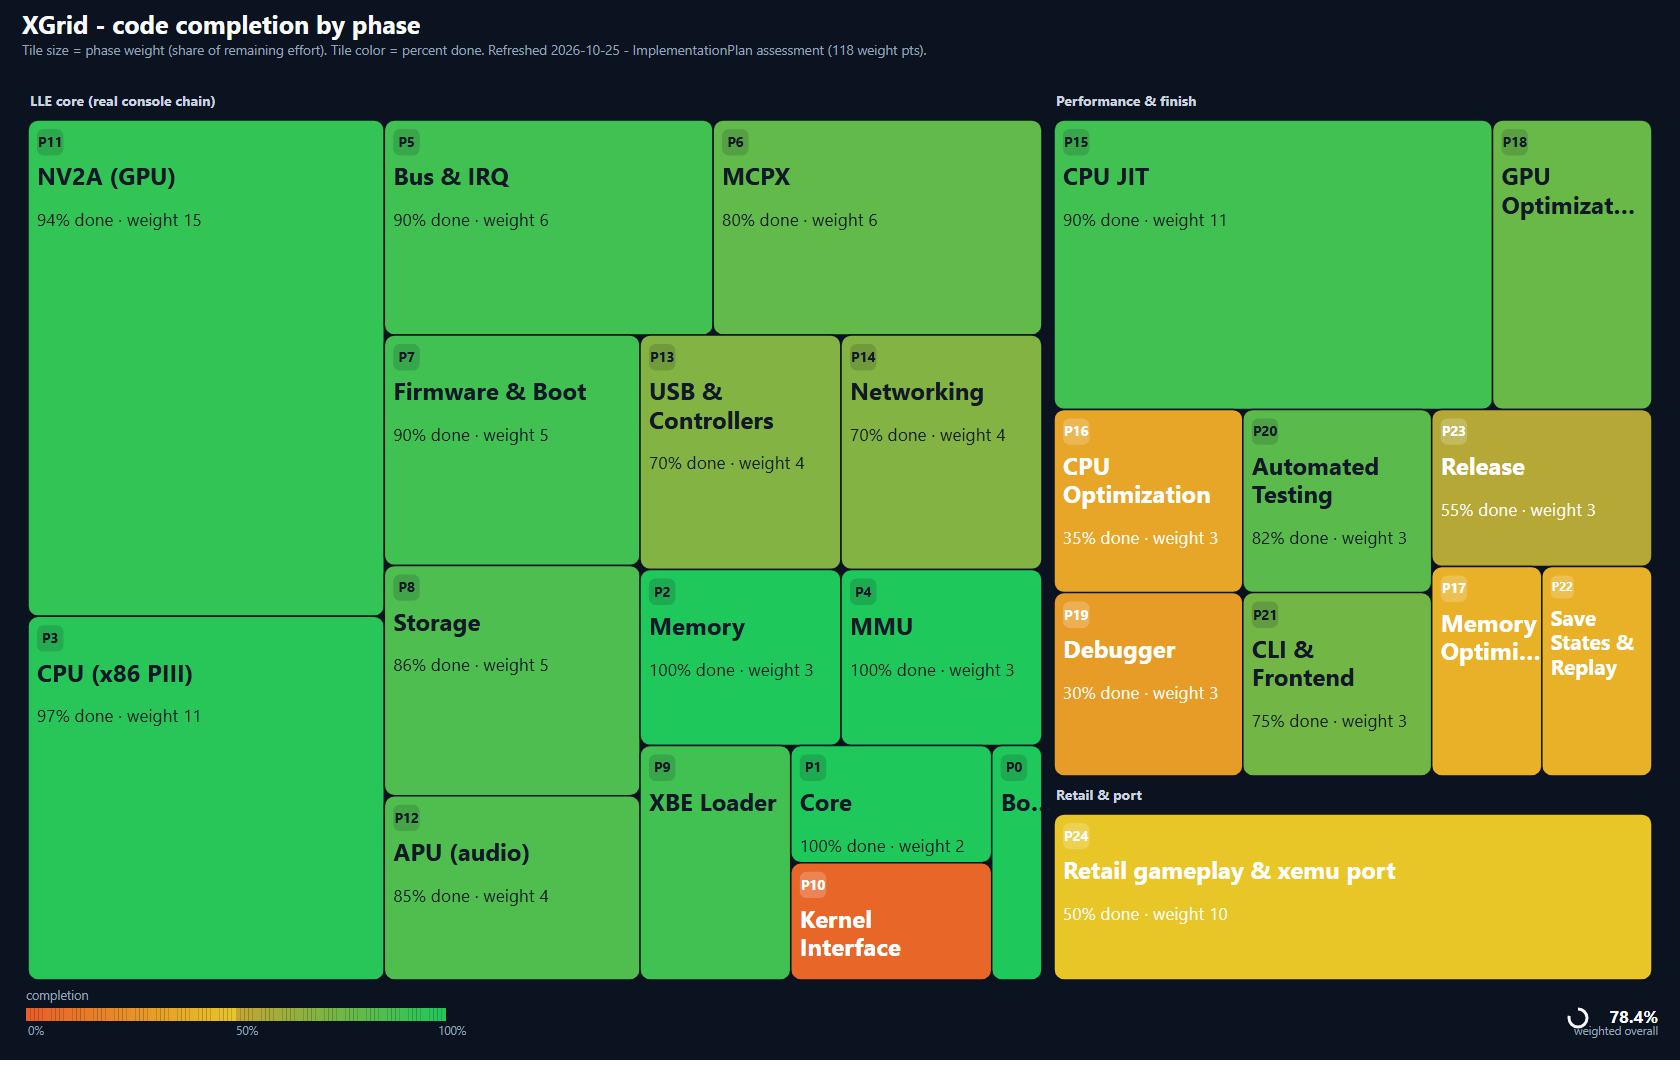 XGrid - code completion by phase
Tile size = phase weight (share of remaining effort). Tile color = percent done. Refreshed 2026-10-25 - ImplementationPlan assessment (118 weight pts).
LLE core (real console chain)
P11
NV2A (GPU)
94% done · weight 15
P5
Bus & IRQ
90% done · weight 6
P6
MCPX
80% done · weight 6
P7
Firmware & Boot
90% done · weight 5
P13
USB &
Controllers
70% done · weight 4
P14
Networking
70% done · weight 4
P3
CPU (x86 PIII)
97% done · weight 11
P8
Storage
86% done · weight 5
P2
Memory
100% done · weight 3
P4
MMU
100% done · weight 3
P12
APU (audio)
85% done · weight 4
P9
XBE Loader
P1
Core
100% done · weight 2
P0
Bo..
P10
Kernel
Interface
Performance & finish
P15
CPU JIT
90% done · weight 11
P18
GPU
Optimizat...
P16
CPU
Optimization
35% done · weight 3
P20
Automated
Testing
82% done · weight 3
P23
Release
55% done · weight 3
P19
Debugger
30% done · weight 3
P21
CLI &
Frontend
75% done · weight 3
P17
Memory
Optimi...
P22
Save
States &
Replay
Retail & port
P24
Retail gameplay & xemu port
50% done · weight 10
completion
0%
50%
100%
78.4%
weighted overall